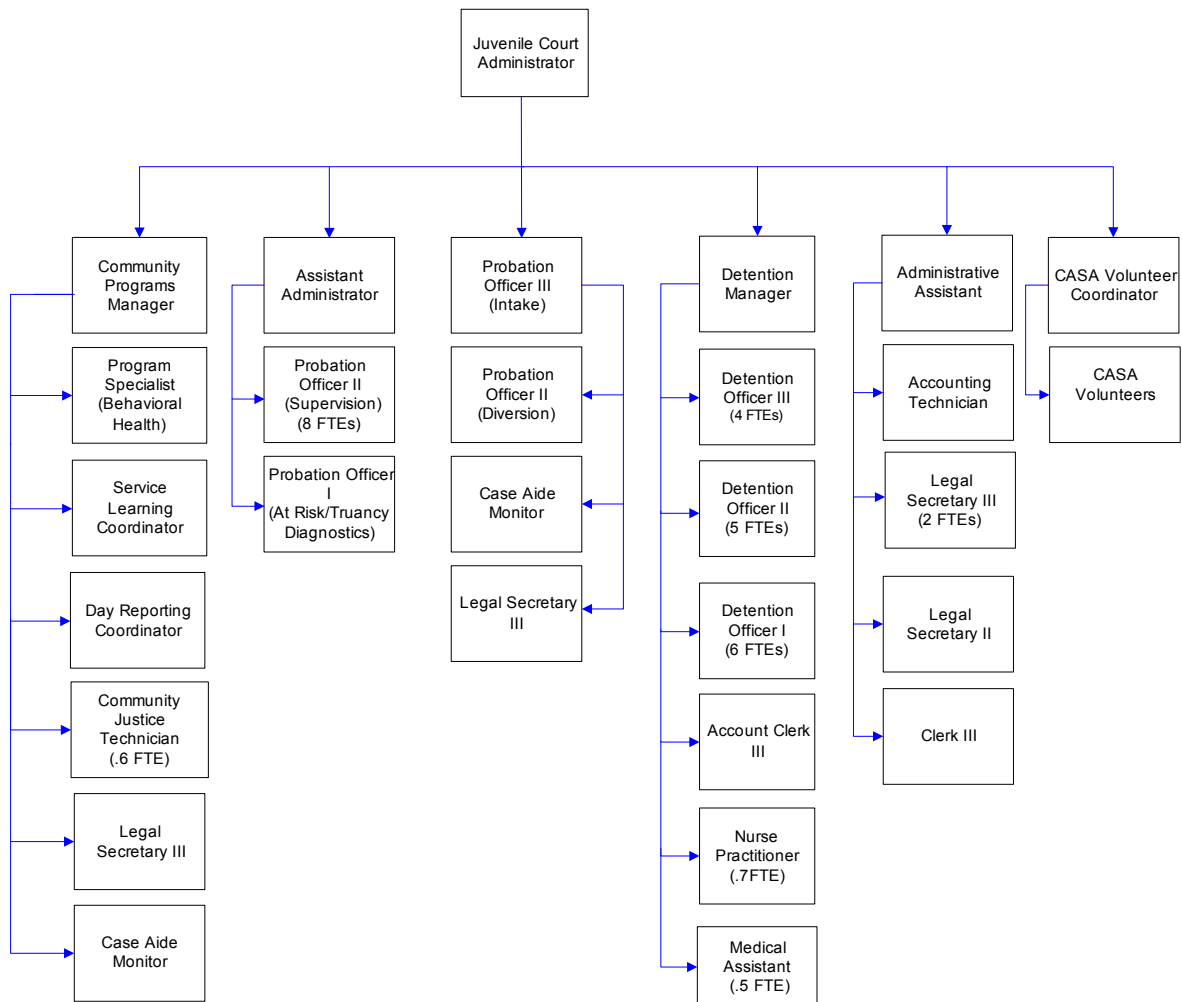 Juvenile Court
Administrator
Community
Programs
Manager
Program
Specialist
(Behavioral
Health)
Service
Learning
Coordinator
Day Reporting
Coordinator
Community
Justice
Technician
(.6 FTE)
Legal
Secretary III
Case Aide
Monitor
Assistant
Administrator
Probation
Officer II
(Supervision)
(8 FTEs)
Probation Officer
I
(At Risk/Truancy
Diagnostics)
Probation
Officer III
(Intake)
Probation
Officer II
(Diversion)
Case Aide
Monitor
Legal Secretary
III
Detention
Manager
Detention
Officer III
(4 FTEs)
Detention
Officer II
(5 FTEs)
Detention
Officer I
(6 FTEs)
Account Clerk
III
Nurse
Practitioner
(.7FTE)
Medical
Assistant
(.5 FTE)
Administrative
Assistant
Accounting
Technician
Legal
Secretary III
(2 FTEs)
Legal
Secretary II
Clerk III
CASA Volunteer
Coordinator
CASA
Volunteers